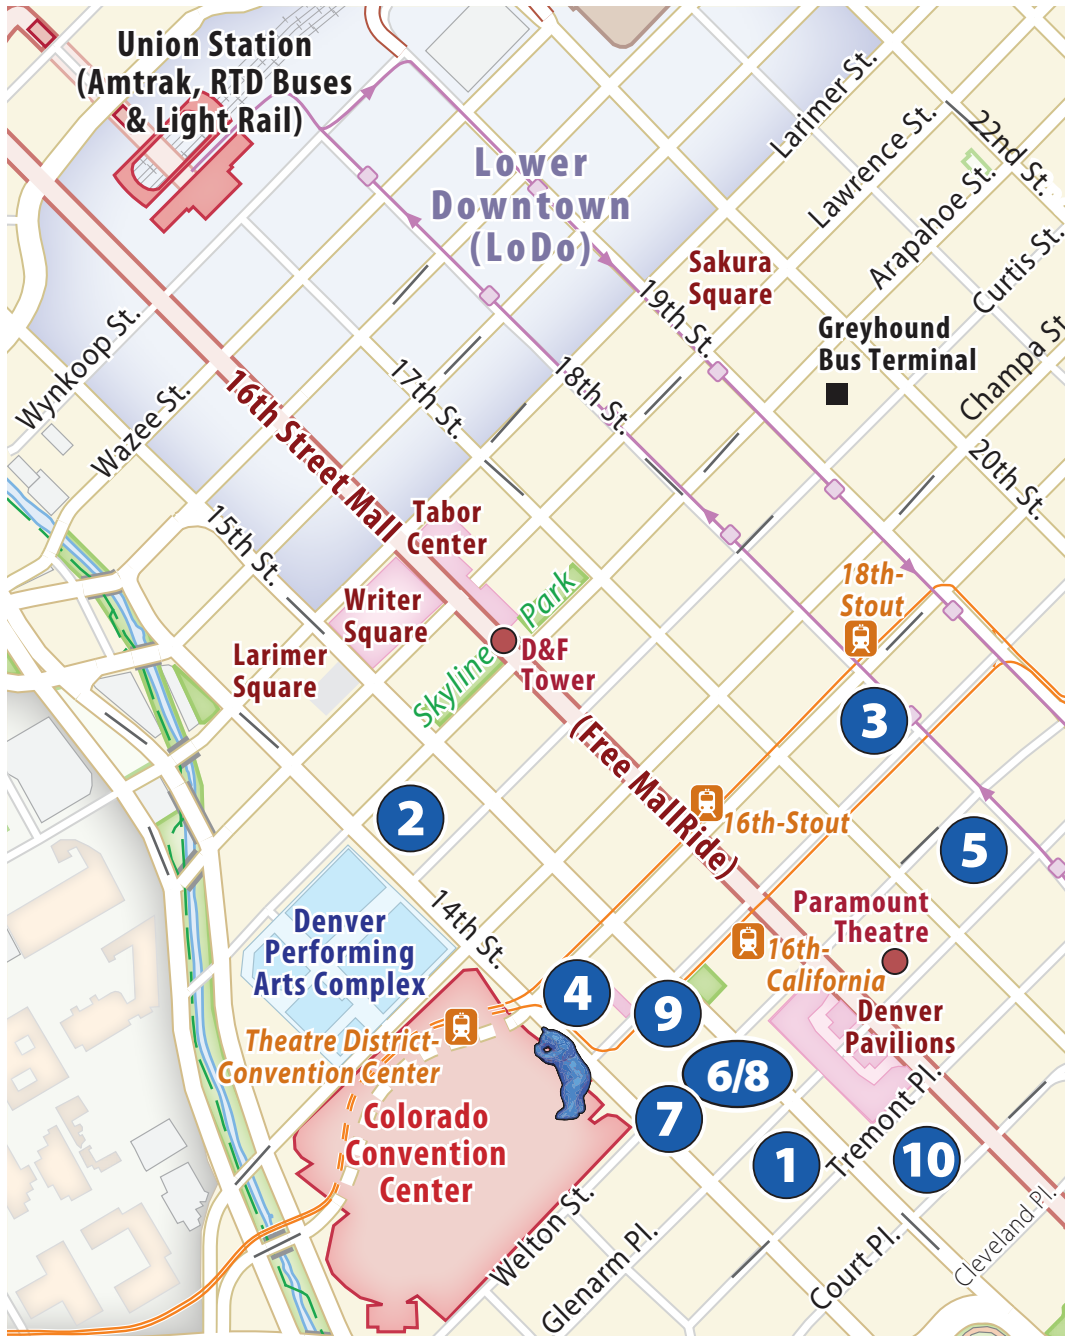 Union Station
(Amtrak, RTD Buses
& Light Rail)
Lower
Downtown
(LoDo)
Larimer St.
Lawrence St.
22nd St.
Arapahoe St.
Curtis St.
Sakura
Square
19th St.
Greyhound
Bus Terminal
Champa St.
Wynkoop St.
Wazee St.
17th St.
18th St.
20th St.
16th Street Mall
15th St.
Tabor
Center
18th-
Stout
Writer
Square
Skyline Park
D&F
Tower
Larimer
Square
3
(Free MallRide)
2
16th-Stout
5
14th St.
Paramount
Theatre
Denver
Performing
Arts Complex
16th-
California
4
9
Denver
Pavilions
Theatre District-
Convention Center
6/8
Colorado
Convention
Center
7
Tremont Pl.
1
10
Welton St.
Glenarm Pl.
Court Pl.
Cleveland Pl.